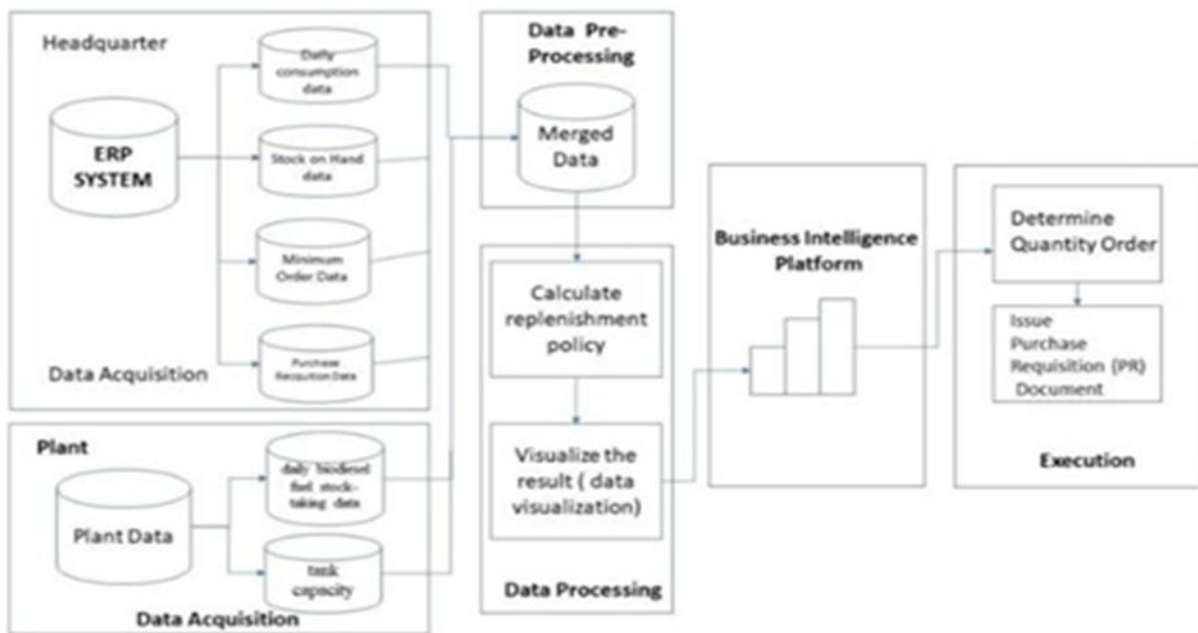 Headquarter
ERP
SYSTEM
Daily
consumption
data
Stock on Hand
data
Minimum
Order Data
Purchase
Data
Data Acquisition
Plant
Plant Data
daily biodiesel
fuel stock-
taking data
tank
capacity
Data Acquisition
Data Pre-
Processing
Merged
Data
Calculate
replenishment
policy
Visualize the
result ( data
visualization)
Data Processing
Business Intelligence
Platform
Determine
Quantity Order
Issue
Purchase
Requisition (PR)
Document
Execution